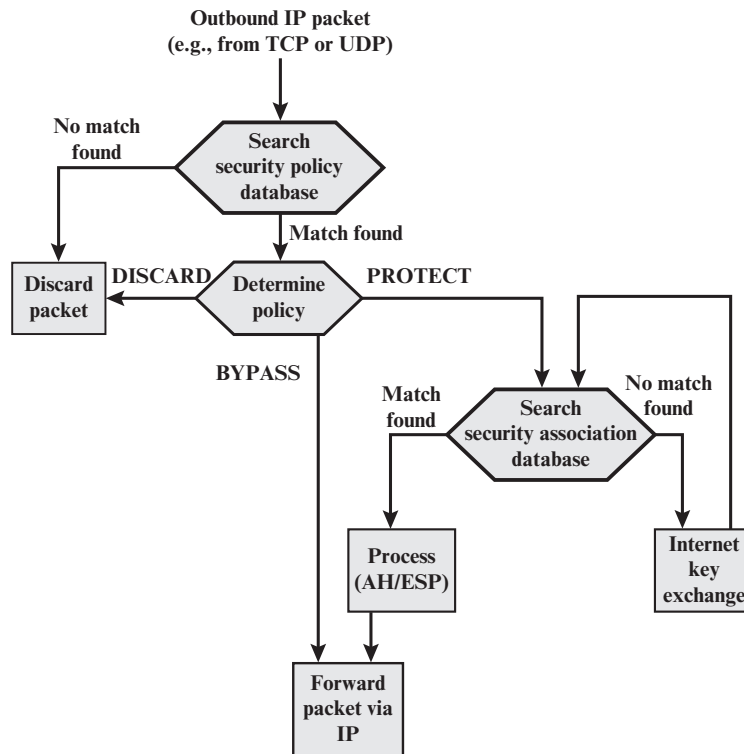 Outbound IP packet
(e.g., from TCP or UDP)
No match
found
Search
security policy
database
Match found
Discard
packet
DISCARD
Determine
policy
PROTECT
BYPASS
Match
found
Search
security association
database
No match
found
Process
(AH/ESP)
Internet
key
exchange
Forward
packet via
IP